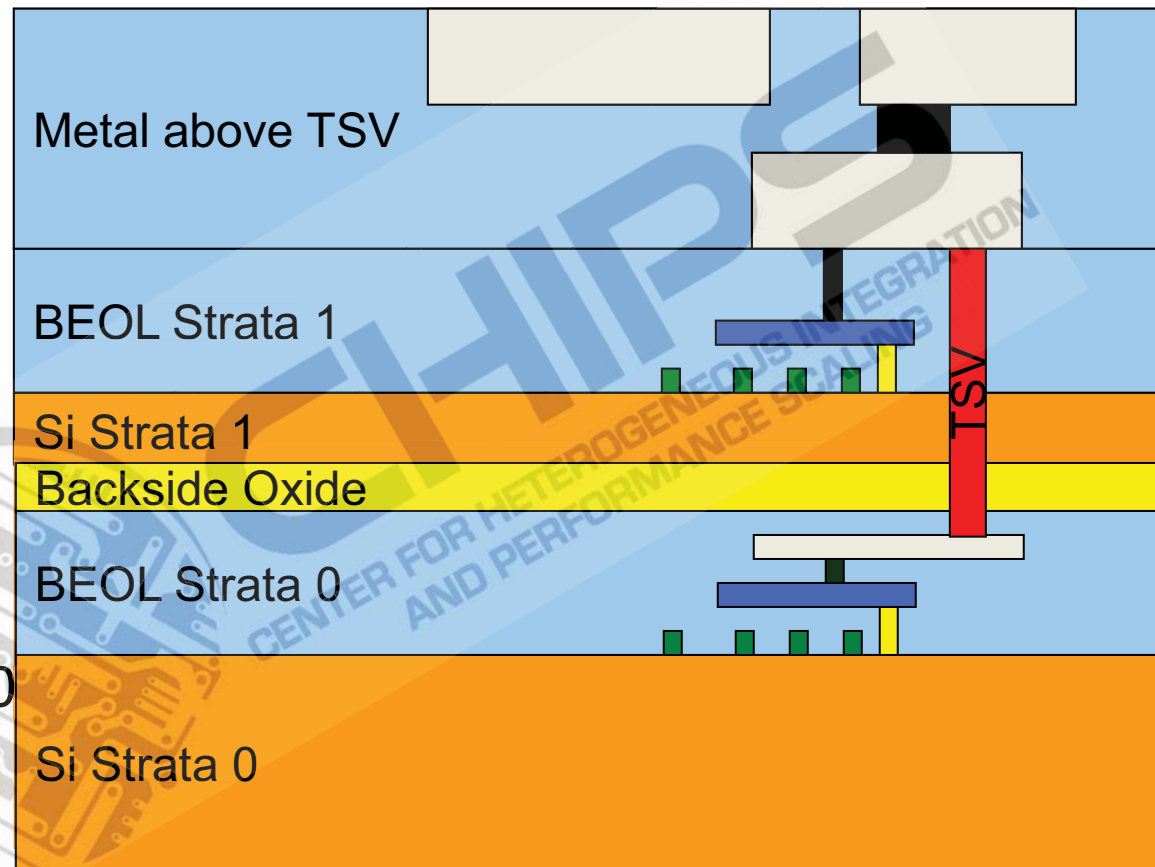 Metal above TSV
BEOL Strata 1
TSV
Si Strata 1
Backside Oxide
BEOL Strata 0
0
Si Strata 0
CHIPS
CENTER FOR HETEROGENEOUS INTEGRATION
AND PERFORMANCE SCALING